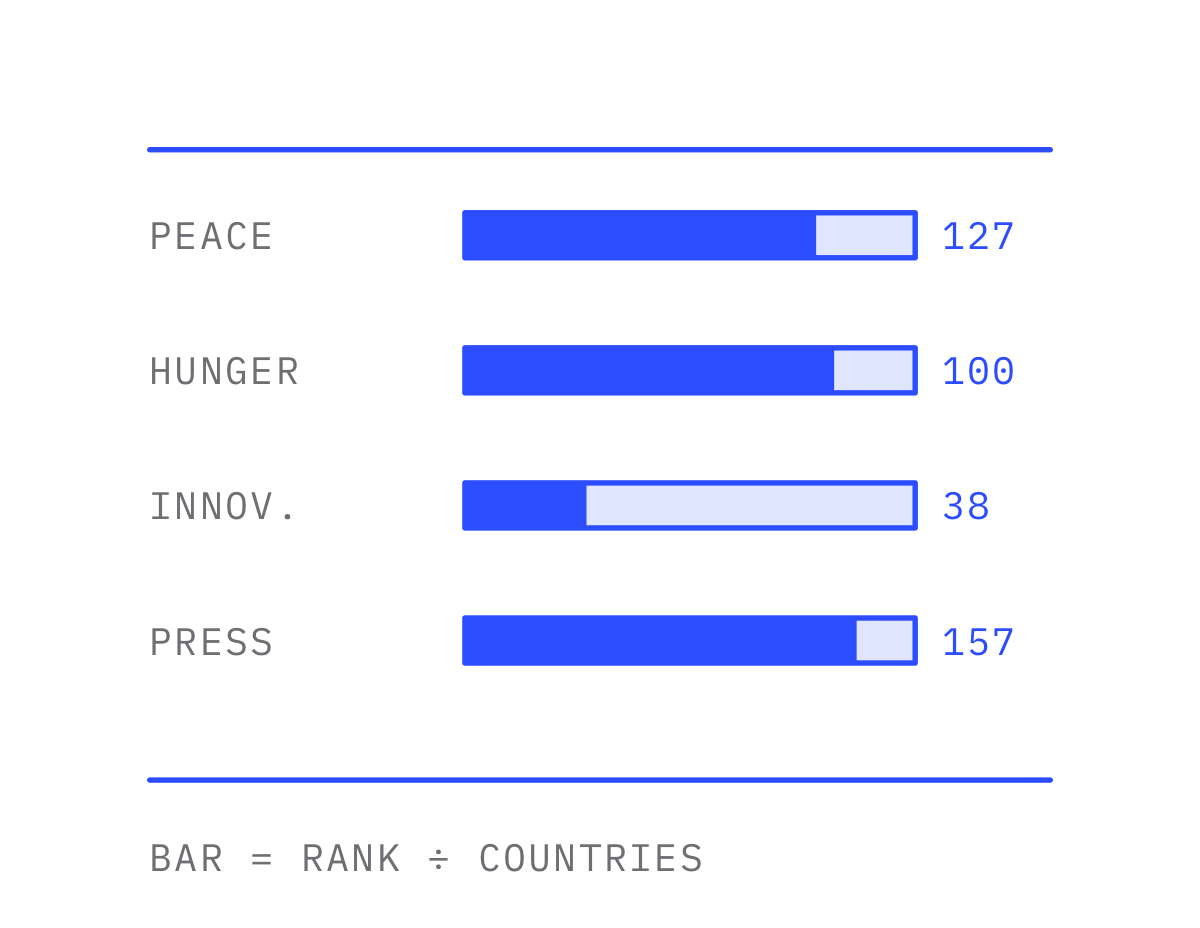 PEACE 127
HUNGER 100
INNOV. 38
PRESS 157
BAR = RANK ÷ COUNTRIES